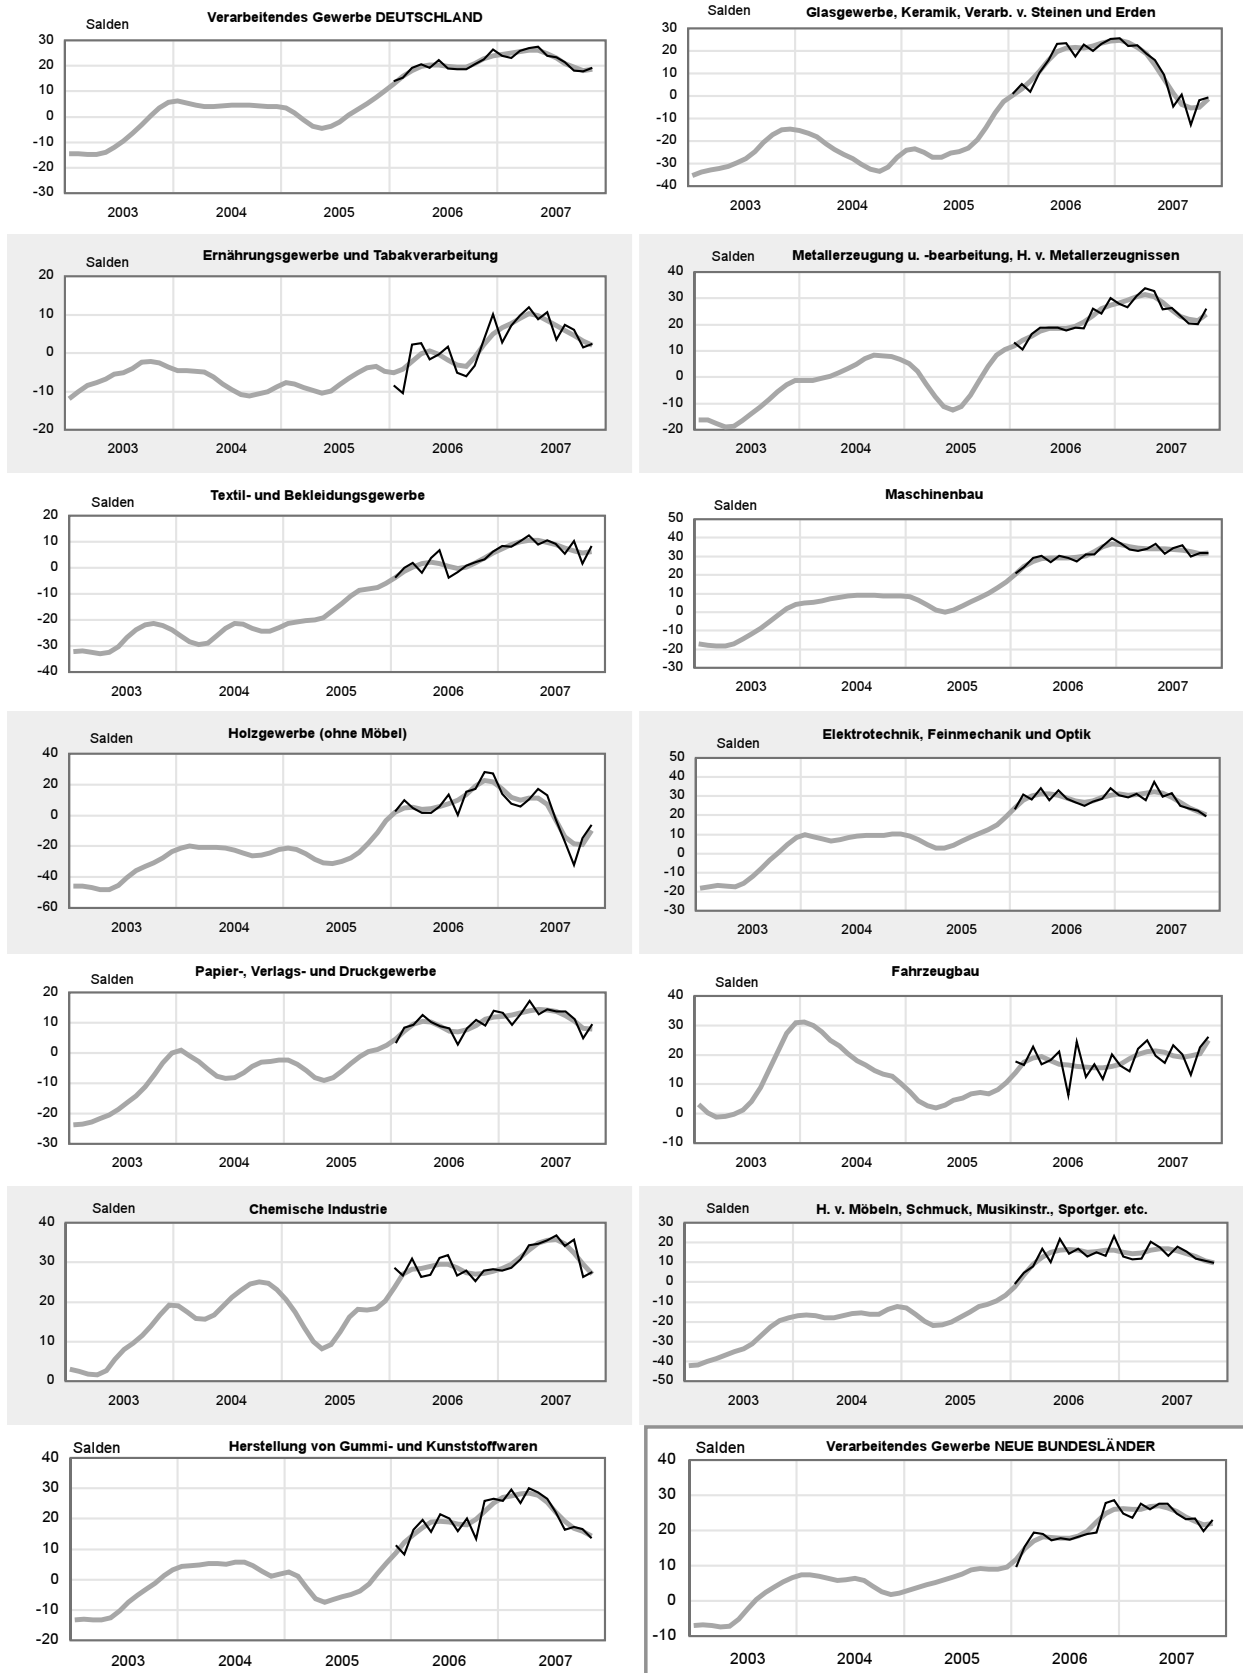 Verarbeitendes Gewerbe DEUTSCHLAND
Salden
30
20
10
0
-10
-20
-30
2003 2004 2005 2006 2007
Glasgewerbe, Keramik, Verarb. v. Steinen und Erden
Salden
30
20
10
0
-10
-20
-30
-40
2003 2004 2005 2006 2007
Ernährungsgewerbe und Tabakverarbeitung
Salden
20
10
0
-10
-20
2003 2004 2005 2006 2007
Metallerzeugung u. -bearbeitung, H. v. Metallerzeugnissen
Salden
40
30
20
10
0
-10
-20
2003 2004 2005 2006 2007
Textil- und Bekleidungsgewerbe
Salden
20
10
0
-10
-20
-30
-40
2003 2004 2005 2006 2007
Maschinenbau
Salden
50
40
30
20
10
0
-10
-20
-30
2003 2004 2005 2006 2007
Holzgewerbe (ohne Möbel)
Salden
40
20
0
-20
-40
-60
2003 2004 2005 2006 2007
Elektrotechnik, Feinmechanik und Optik
Salden
50
40
30
20
10
0
-10
-20
-30
2003 2004 2005 2006 2007
Papier-, Verlags- und Druckgewerbe
Salden
20
10
0
-10
-20
-30
2003 2004 2005 2006 2007
Fahrzeugbau
Salden
40
30
20
10
0
-10
2003 2004 2005 2006 2007
Chemische Industrie
Salden
40
30
20
10
0
2003 2004 2005 2006 2007
H. v. Möbeln, Schmuck, Musikinstr., Sportger. etc.
Salden
30
20
10
0
-10
-20
-30
-40
-50
2003 2004 2005 2006 2007
Herstellung von Gummi- und Kunststoffwaren
Salden
40
30
20
10
0
-10
-20
2003 2004 2005 2006 2007
Verarbeitendes Gewerbe NEUE BUNDESLÄNDER
Salden
40
30
20
10
0
-10
2003 2004 2005 2006 2007